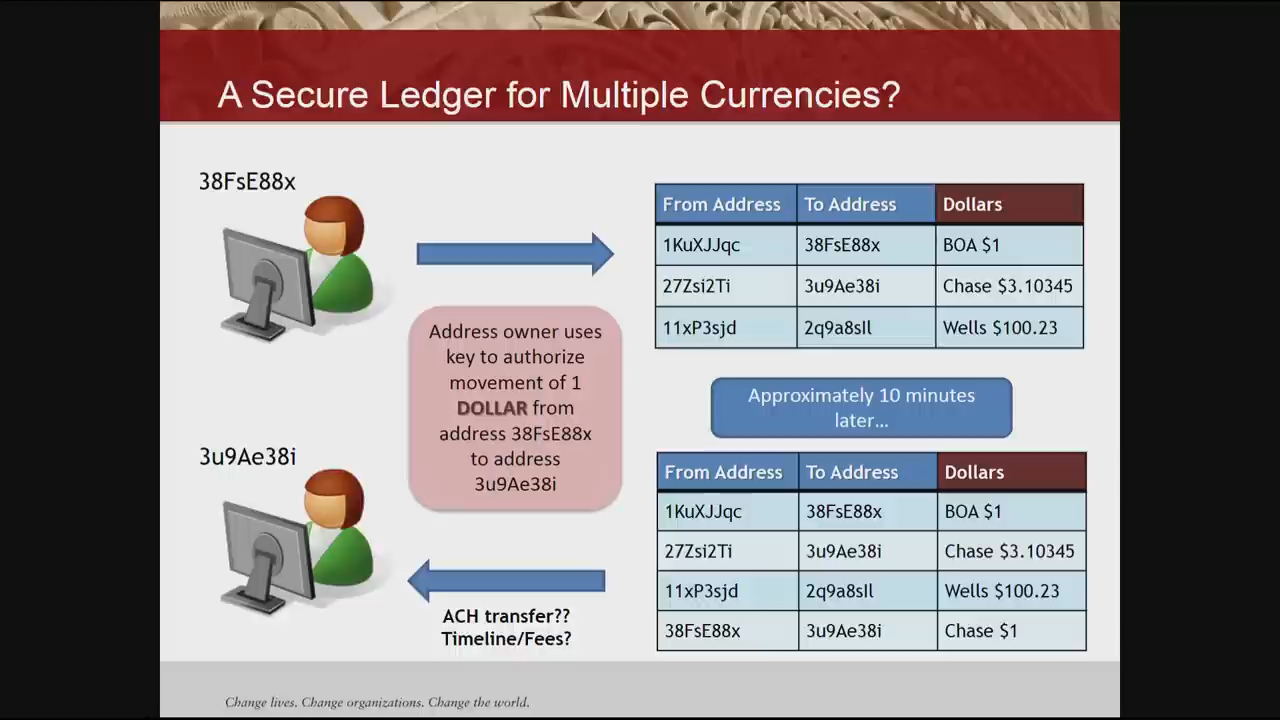 A Secure Ledger for Multiple Currencies?
38FsE88x
From Address To Address Dollars
1KuXJJqc 38FsE88x BOA $1
27Zsi2Ti 3u9Ae38i Chase $3.10345
11xP3sjd 2q9a8sIl Wells $100.23
Address owner uses
key to authorize
movement of 1
DOLLAR from
address 38FsE88x
to address
3u9Ae38i
Approximately 10 minutes
later...
3u9Ae38i
From Address To Address Dollars
1KuXJJqc 38FsE88x BOA $1
27Zsi2Ti 3u9Ae38i Chase $3.10345
11xP3sjd 2q9a8sIl Wells $100.23
38FsE88x 3u9Ae38i Chase $1
ACH transfer??
Timeline/Fees?
Change lives. Change organizations. Change the world.